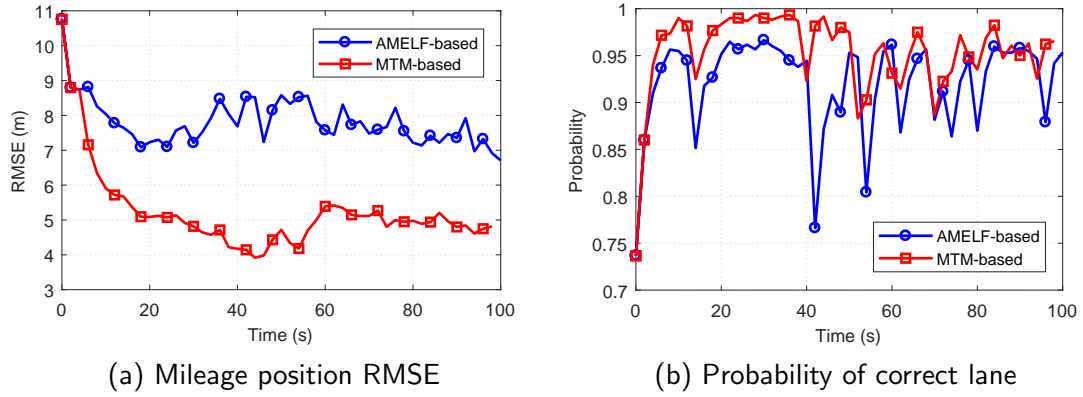 11
10
9
8
7
6
5
4
3
RMSE (m)
AMELF-based
MTM-based
0 20 40 60 80 100
Time (s)
(a) Mileage position RMSE
1
0.95
0.9
0.85
0.8
0.75
0.7
Probability
AMELF-based
MTM-based
0 20 40 60 80 100
Time (s)
(b) Probability of correct lane